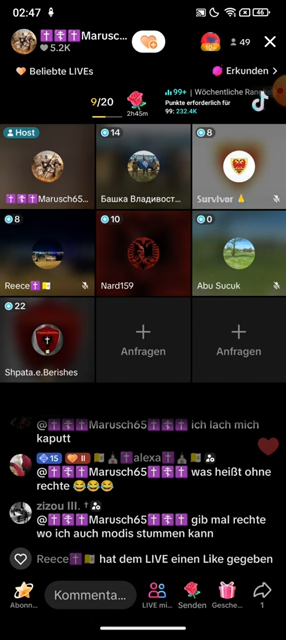 02:47
46
✝️☦️✝️Marusc...
5.2K
49
Beliebte LIVEs
Erkunden >
9/20
2h45m
99+ | Wöchentliche Ran
Punkte erforderlich für
99: 232.4K
Host
14
8
✝️☦️✝️Marusch65...
Башка Владивост...
Survivor
8
10
0
Reece✝️🇻🇦
Nard159
Abu Sucuk
22
Shpata.e.Berishes
Anfragen
Anfragen
@✝️☦️✝️Marusch65✝️☦️✝️ ich lach mich
kaputt
15 II alexa
@✝️☦️✝️Marusch65✝️☦️✝️ was heißt ohne
rechte 😂😂😂
zizou III. †
@✝️☦️✝️Marusch65✝️☦️✝️ gib mal rechte
wo ich auch modis stummen kann
Reece✝️🇻🇦 hat dem LIVE einen Like gegeben
Abonn...
Kommenta...
LIVE mi...
Senden
Gesche...
1